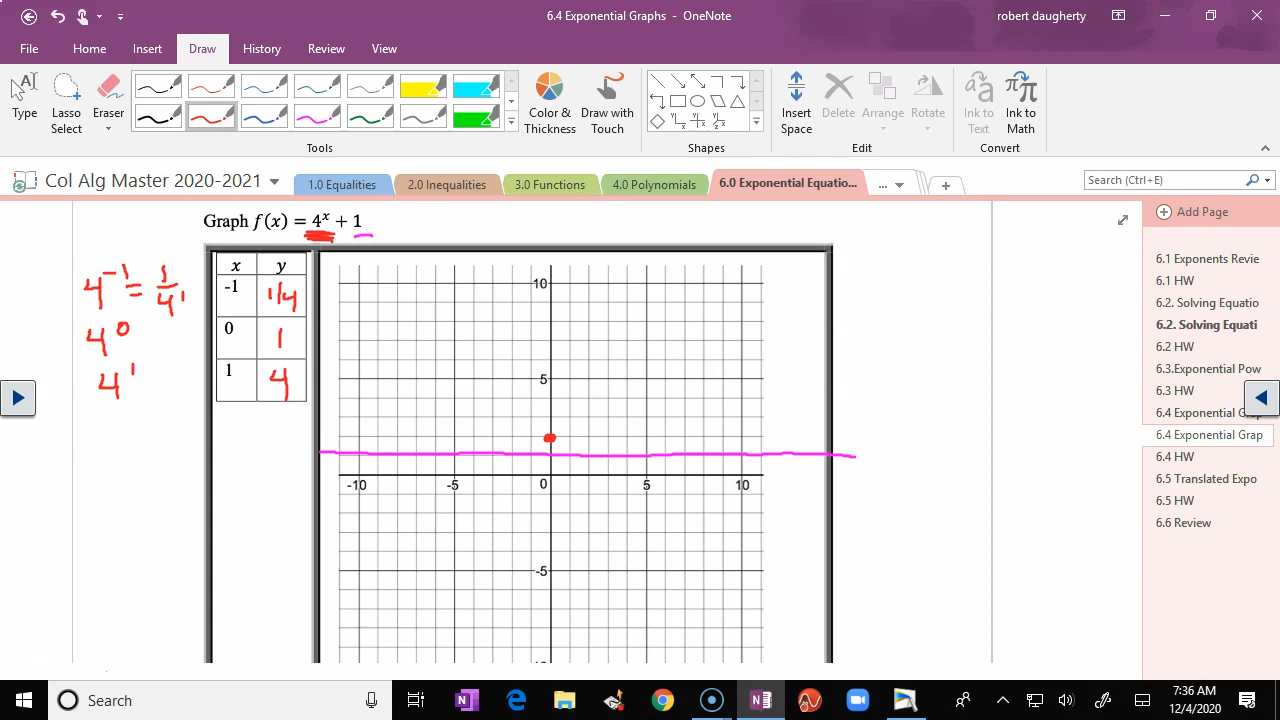 6.4 Exponential Graphs - OneNote
robert daugherty
File Home Insert Draw History Review View
Type
Lasso Select
Eraser
Color & Thickness
Draw with Touch
Insert Space
Delete
Arrange
Rotate
Ink to Text
Ink to Math
Tools
Shapes
Edit
Convert
Col Alg Master 2020-2021
1.0 Equalities
2.0 Inequalities
3.0 Functions
4.0 Polynomials
6.0 Exponential Equatio...
...
Search (Ctrl+E)
Add Page
6.1 Exponents Revie
6.1 HW
6.2. Solving Equatio
6.2. Solving Equati
6.2 HW
6.3.Exponential Pow
6.3 HW
6.4 Exponential Grap
6.4 Exponential Grap
6.4 HW
6.5 Translated Expo
6.5 HW
6.6 Review
Graph f(x) = 4ˣ + 1
x y
-1 1/4
0 1
1 4
4⁻¹ = 1/4¹
4⁰
4¹
10
5
-10 -5 0 5 10
-5
Search
7:36 AM
12/4/2020